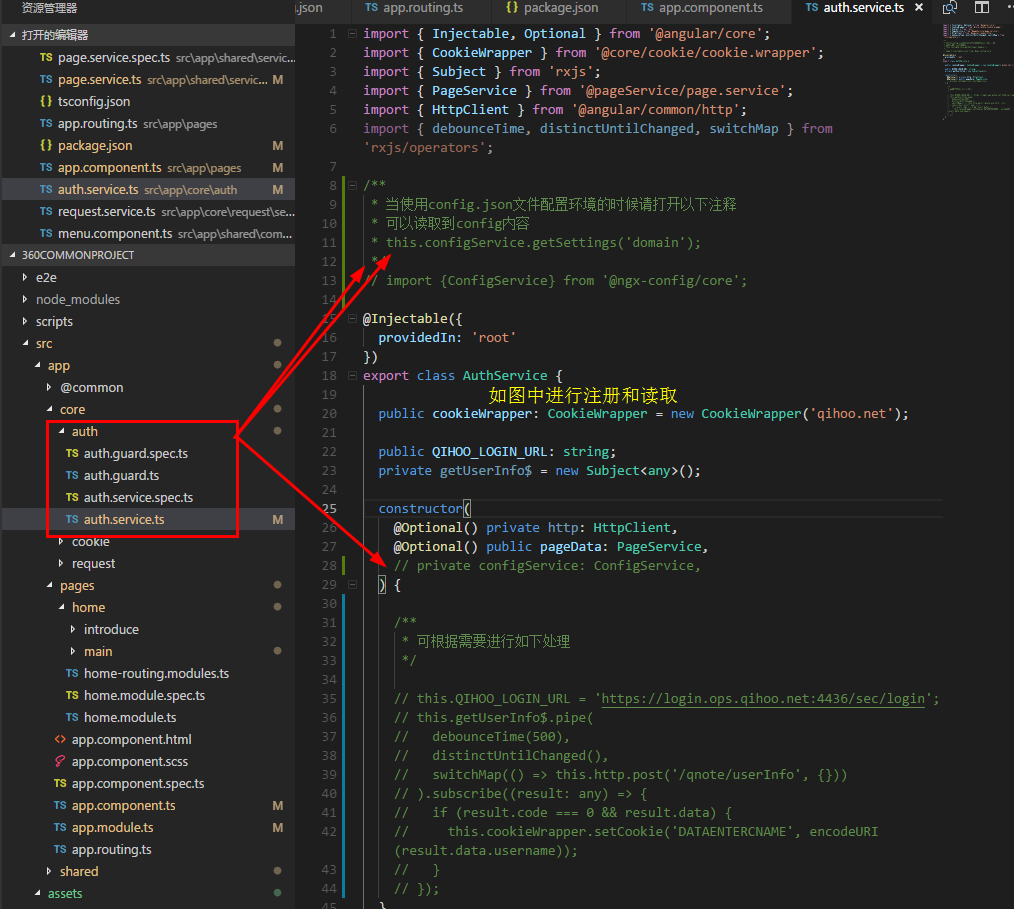 资源管理器
打开的编辑器
TS page.service.spec.ts src\app\shared\servic...
TS page.service.ts src\app\shared\servic... M
{} tsconfig.json
TS app.routing.ts src\app\pages
{} package.json M
TS app.component.ts src\app\pages M
TS auth.service.ts src\app\core\auth M
TS request.service.ts src\app\core\request\se...
TS menu.component.ts src\app\shared\com...
360COMMONPROJECT
e2e
node_modules
scripts
src
app
@common
core
auth
TS auth.guard.spec.ts
TS auth.guard.ts
TS auth.service.spec.ts
TS auth.service.ts M
cookie
request
pages
home
introduce
main
TS home-routing.modules.ts
TS home.module.spec.ts
TS home.module.ts
<> app.component.html
app.component.scss
TS app.component.spec.ts
TS app.component.ts M
TS app.module.ts M
TS app.routing.ts
shared
assets
.json TS app.routing.ts {} package.json TS app.component.ts TS auth.service.ts ×
1 import { Injectable, Optional } from '@angular/core';
2 import { CookieWrapper } from '@core/cookie/cookie.wrapper';
3 import { Subject } from 'rxjs';
4 import { PageService } from '@pageService/page.service';
5 import { HttpClient } from '@angular/common/http';
6 import { debounceTime, distinctUntilChanged, switchMap } from
'rxjs/operators';
7
8 /**
9 * 当使用config.json文件配置环境的时候请打开以下注释
10 * 可以读取到config内容
11 * this.configService.getSettings('domain');
12 */
13 // import {ConfigService} from '@ngx-config/core';
14
15 @Injectable({
16 providedIn: 'root'
17 })
18 export class AuthService {
19 如图中进行注册和读取
20 public cookieWrapper: CookieWrapper = new CookieWrapper('qihoo.net');
21
22 public QIHOO_LOGIN_URL: string;
23 private getUserInfo$ = new Subject<any>();
24
25 constructor(
26 @Optional() private http: HttpClient,
27 @Optional() public pageData: PageService,
28 // private configService: ConfigService,
29 ) {
30
31 /**
32 * 可根据需要进行如下处理
33 */
34
35 // this.QIHOO_LOGIN_URL = 'https://login.ops.qihoo.net:4436/sec/login';
36 // this.getUserInfo$.pipe(
37 // debounceTime(500),
38 // distinctUntilChanged(),
39 // switchMap(() => this.http.post('/qnote/userInfo', {}))
40 // ).subscribe((result: any) => {
41 // if (result.code === 0 && result.data) {
42 // this.cookieWrapper.setCookie('DATAENTERCNAME', encodeURI
(result.data.username));
43 // }
44 // });
45 }